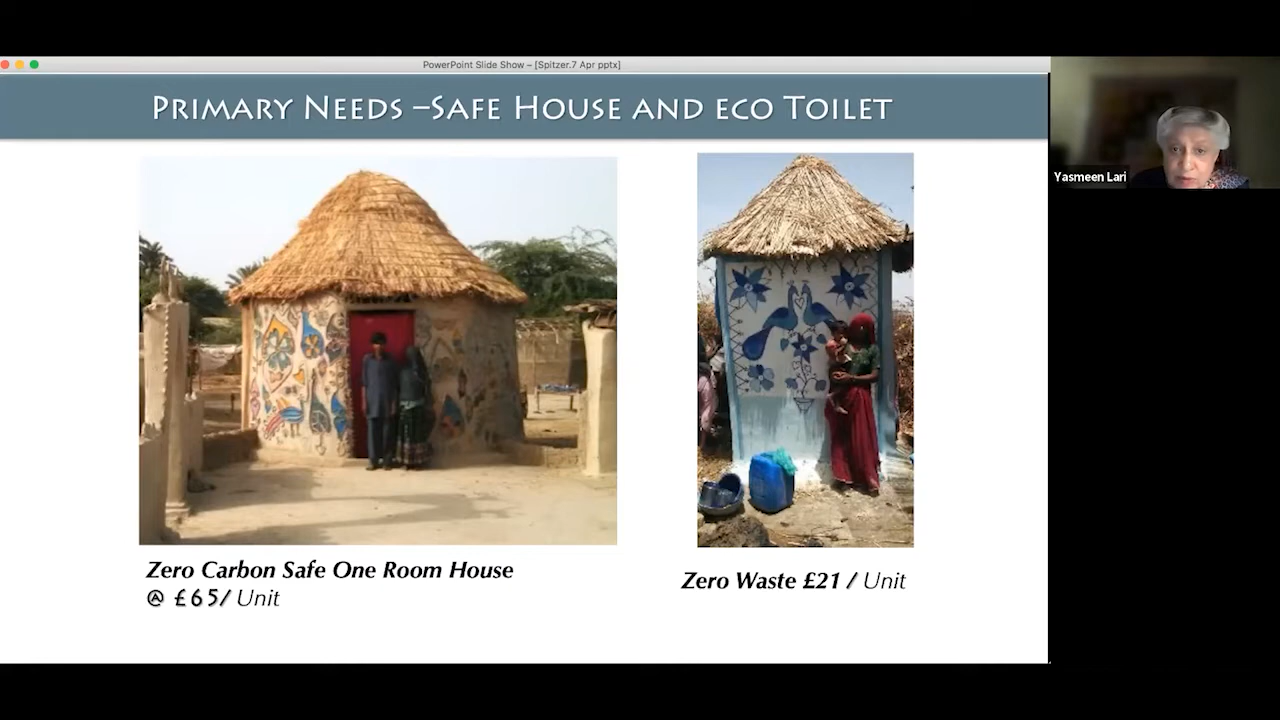 PowerPoint Slide Show – [Spitzer.7 Apr pptx]
Primary Needs –Safe House and eco Toilet
Yasmeen Lari
Zero Carbon Safe One Room House
@ £65/ Unit
Zero Waste £21 / Unit